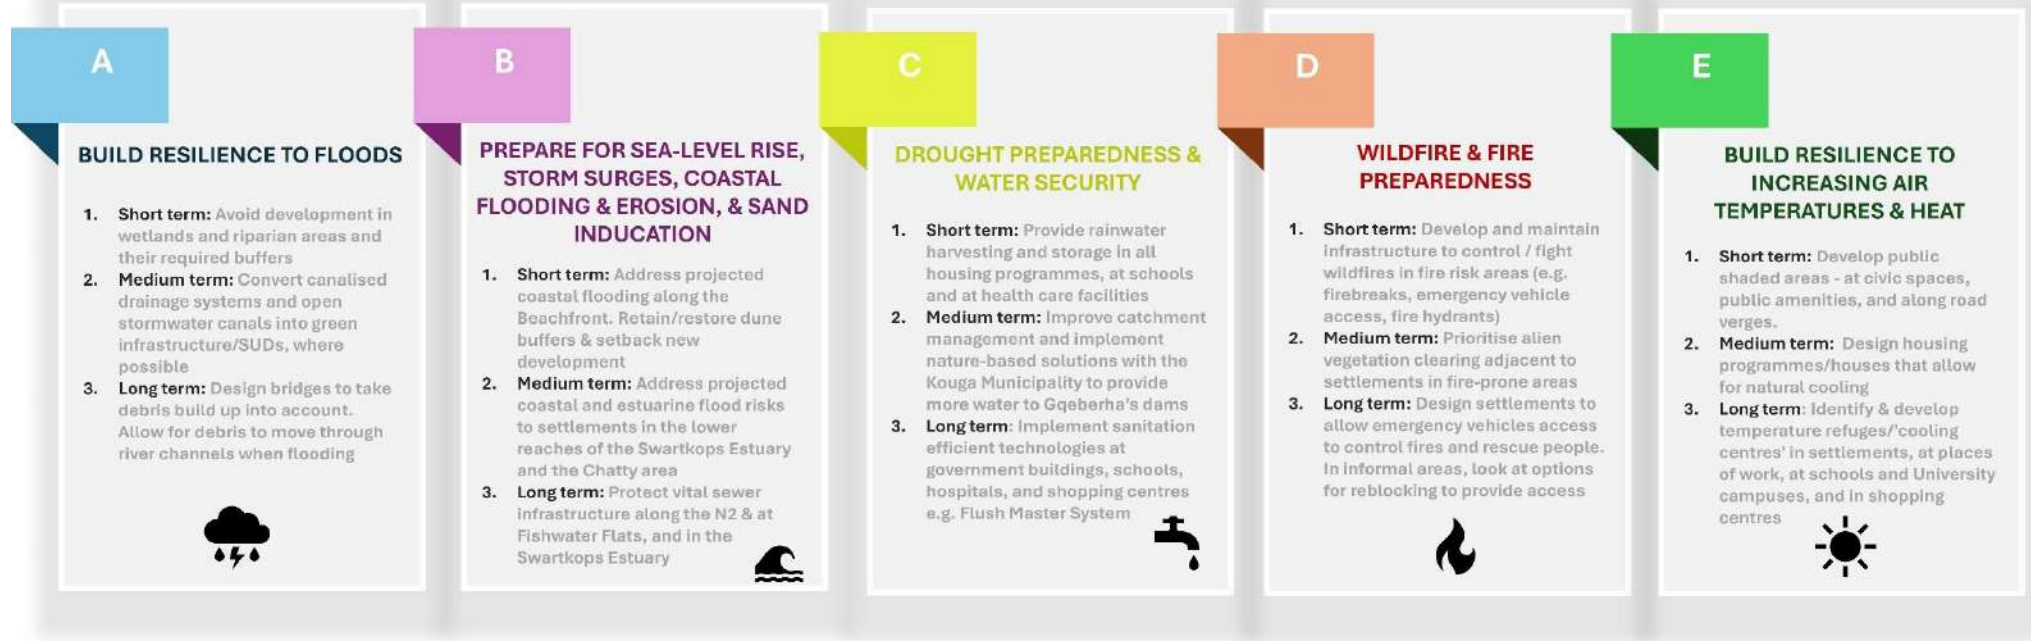 A
BUILD RESILIENCE TO FLOODS
1. Short term: Avoid development in
wetlands and riparian areas and
their required buffers
2. Medium term: Convert canalised
drainage systems and open
stormwater canals into green
infrastructure/SUDs, where
possible
3. Long term: Design bridges to take
debris build up into account.
Allow for debris to move through
river channels when flooding
B
PREPARE FOR SEA-LEVEL RISE,
STORM SURGES, COASTAL
FLOODING & EROSION, & SAND
INDUCATION
1. Short term: Address projected
coastal flooding along the
Beachfront. Retain/restore dune
buffers & setback new
development
2. Medium term: Address projected
coastal and estuarine flood risks
to settlements in the lower
reaches of the Swartkops Estuary
and the Chatty area
3. Long term: Protect vital sewer
infrastructure along the N2 & at
Fishwater Flats, and in the
Swartkops Estuary
C
DROUGHT PREPAREDNESS &
WATER SECURITY
1. Short term: Provide rainwater
harvesting and storage in all
housing programmes, at schools
and at health care facilities
2. Medium term: Improve catchment
management and implement
nature-based solutions with the
Kouga Municipality to provide
more water to Gqeberha's dams
3. Long term: Implement sanitation
efficient technologies at
government buildings, schools,
hospitals, and shopping centres
e.g. Flush Master System
D
WILDFIRE & FIRE
PREPAREDNESS
1. Short term: Develop and maintain
infrastructure to control / fight
wildfires in fire risk areas (e.g.
firebreaks, emergency vehicle
access, fire hydrants)
2. Medium term: Prioritise alien
vegetation clearing adjacent to
settlements in fire-prone areas
3. Long term: Design settlements to
allow emergency vehicles access
to control fires and rescue people.
In informal areas, look at options
for reblocking to provide access
E
BUILD RESILIENCE TO
INCREASING AIR
TEMPERATURES & HEAT
1. Short term: Develop public
shaded areas - at civic spaces,
public amenities, and along road
verges.
2. Medium term: Design housing
programmes/houses that allow
for natural cooling
3. Long term: Identify & develop
temperature refuges/'cooling
centres' in settlements, at places
of work, at schools and University
campuses, and in shopping
centres